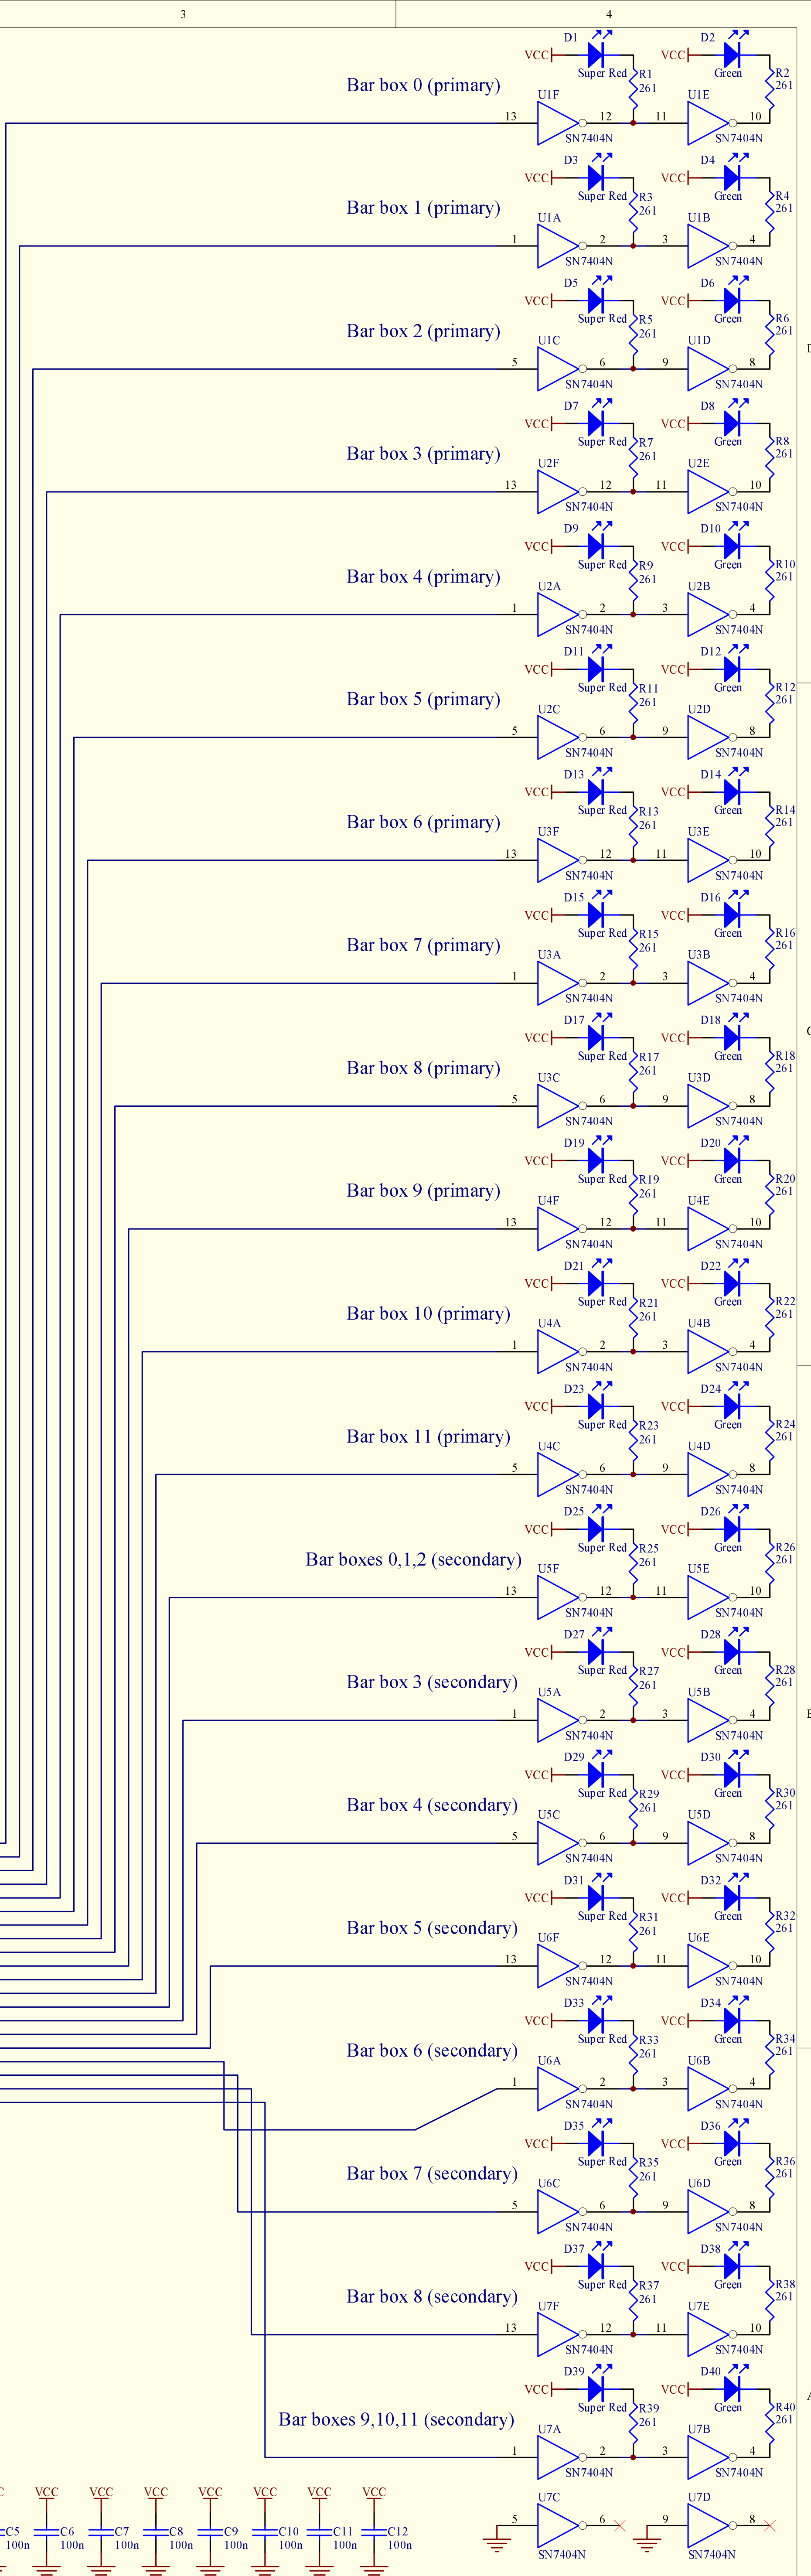 3 4
D1 D2
VCC Super Red R1 261 VCC Green R2 261
Bar box 0 (primary)
U1F U1E
13 12 11 10
SN7404N SN7404N
D3 D4
VCC Super Red R3 261 VCC Green R4 261
Bar box 1 (primary)
U1A U1B
1 2 3 4
SN7404N SN7404N
D5 D6
VCC Super Red R5 261 VCC Green R6 261
Bar box 2 (primary)
U1C U1D
5 6 9 8
SN7404N SN7404N
D7 D8
VCC Super Red R7 261 VCC Green R8 261
Bar box 3 (primary)
U2F U2E
13 12 11 10
SN7404N SN7404N
D9 D10
VCC Super Red R9 261 VCC Green R10 261
Bar box 4 (primary)
U2A U2B
1 2 3 4
SN7404N SN7404N
D11 D12
VCC Super Red R11 261 VCC Green R12 261
Bar box 5 (primary)
U2C U2D
5 6 9 8
SN7404N SN7404N
D13 D14
VCC Super Red R13 261 VCC Green R14 261
Bar box 6 (primary)
U3F U3E
13 12 11 10
SN7404N SN7404N
D15 D16
VCC Super Red R15 261 VCC Green R16 261
Bar box 7 (primary)
U3A U3B
1 2 3 4
SN7404N SN7404N
D17 D18
VCC Super Red R17 261 VCC Green R18 261
Bar box 8 (primary)
U3C U3D
5 6 9 8
SN7404N SN7404N
D19 D20
VCC Super Red R19 261 VCC Green R20 261
Bar box 9 (primary)
U4F U4E
13 12 11 10
SN7404N SN7404N
D21 D22
VCC Super Red R21 261 VCC Green R22 261
Bar box 10 (primary)
U4A U4B
1 2 3 4
SN7404N SN7404N
D23 D24
VCC Super Red R23 261 VCC Green R24 261
Bar box 11 (primary)
U4C U4D
5 6 9 8
SN7404N SN7404N
D25 D26
VCC Super Red R25 261 VCC Green R26 261
Bar boxes 0,1,2 (secondary)
U5F U5E
13 12 11 10
SN7404N SN7404N
D27 D28
VCC Super Red R27 261 VCC Green R28 261
Bar box 3 (secondary)
U5A U5B
1 2 3 4
SN7404N SN7404N
D29 D30
VCC Super Red R29 261 VCC Green R30 261
Bar box 4 (secondary)
U5C U5D
5 6 9 8
SN7404N SN7404N
D31 D32
VCC Super Red R31 261 VCC Green R32 261
Bar box 5 (secondary)
U6F U6E
13 12 11 10
SN7404N SN7404N
D33 D34
VCC Super Red R33 261 VCC Green R34 261
Bar box 6 (secondary)
U6A U6B
1 2 3 4
SN7404N SN7404N
D35 D36
VCC Super Red R35 261 VCC Green R36 261
Bar box 7 (secondary)
U6C U6D
5 6 9 8
SN7404N SN7404N
D37 D38
VCC Super Red R37 261 VCC Green R38 261
Bar box 8 (secondary)
U7F U7E
13 12 11 10
SN7404N SN7404N
D39 D40
VCC Super Red R39 261 VCC Green R40 261
Bar boxes 9,10,11 (secondary)
U7A U7B
1 2 3 4
SN7404N SN7404N
VCC VCC VCC VCC VCC VCC VCC
U7C U7D
5 6 9 8
SN7404N SN7404N
C5 C6 C7 C8 C9 C10 C11 C12
100n 100n 100n 100n 100n 100n 100n 100n